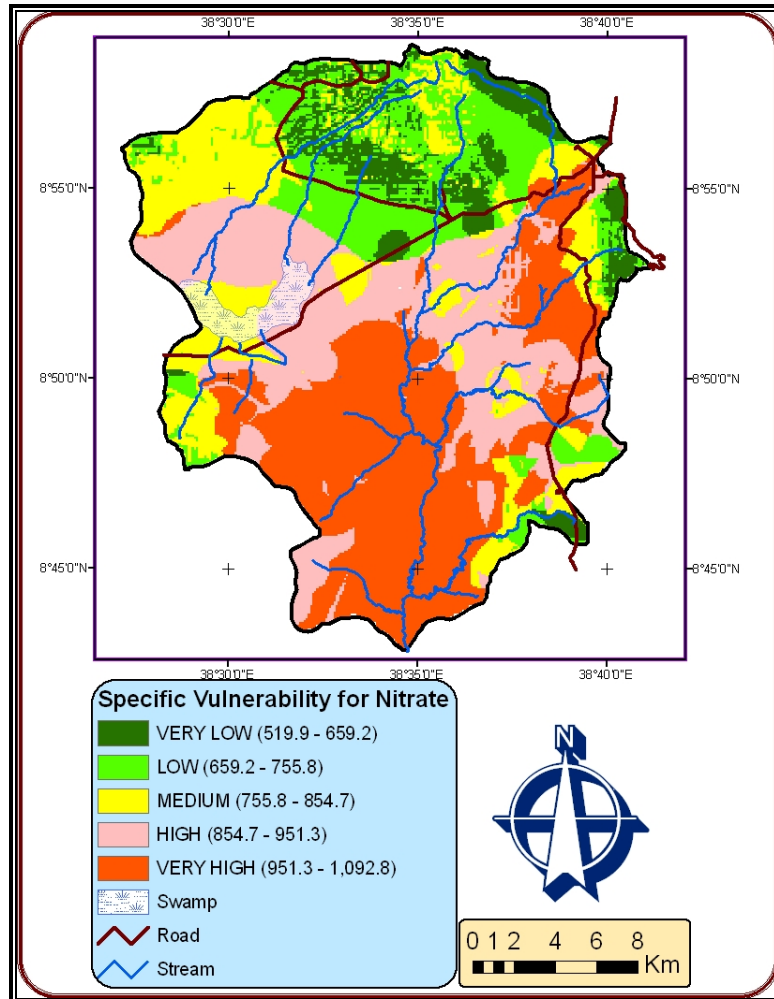 38°30'0"E 38°35'0"E 38°40'0"E
8°55'0"N 8°55'0"N
8°50'0"N 8°50'0"N
8°45'0"N 8°45'0"N
38°30'0"E 38°35'0"E 38°40'0"E
Specific Vulnerability for Nitrate
VERY LOW (519.9 - 659.2)
LOW (659.2 - 755.8)
MEDIUM (755.8 - 854.7)
HIGH (854.7 - 951.3)
VERY HIGH (951.3 - 1,092.8)
Swamp
Road
Stream
N
0 1 2 4 6 8
Km